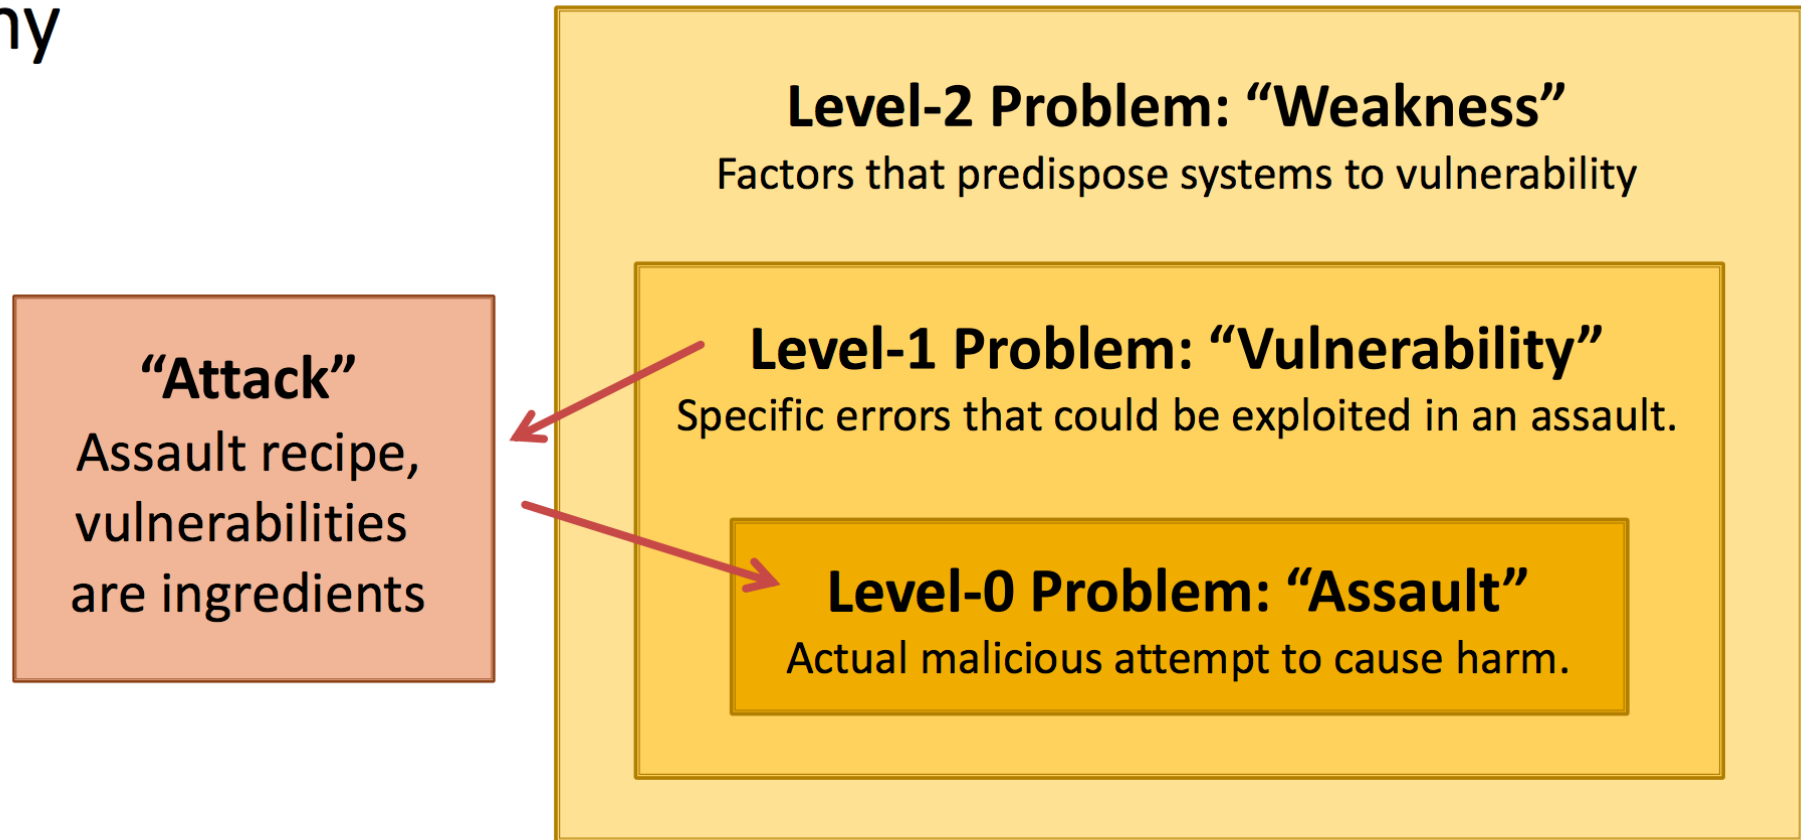 Level-2 Problem: “Weakness”
Factors that predispose systems to vulnerability
“Attack”
Assault recipe,
vulnerabilities
are ingredients
Level-1 Problem: “Vulnerability”
Specific errors that could be exploited in an assault.
Level-0 Problem: “Assault”
Actual malicious attempt to cause harm.